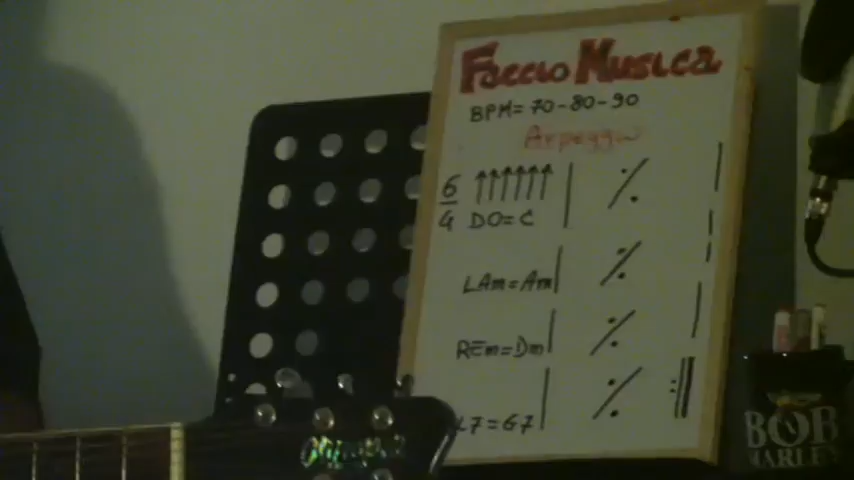 Faccio Musica
BPM=70-80-90
Arpeggio
6/4 DO=C
LAm=Am
REm=Dm
L7=G7
BOB
MARLEY